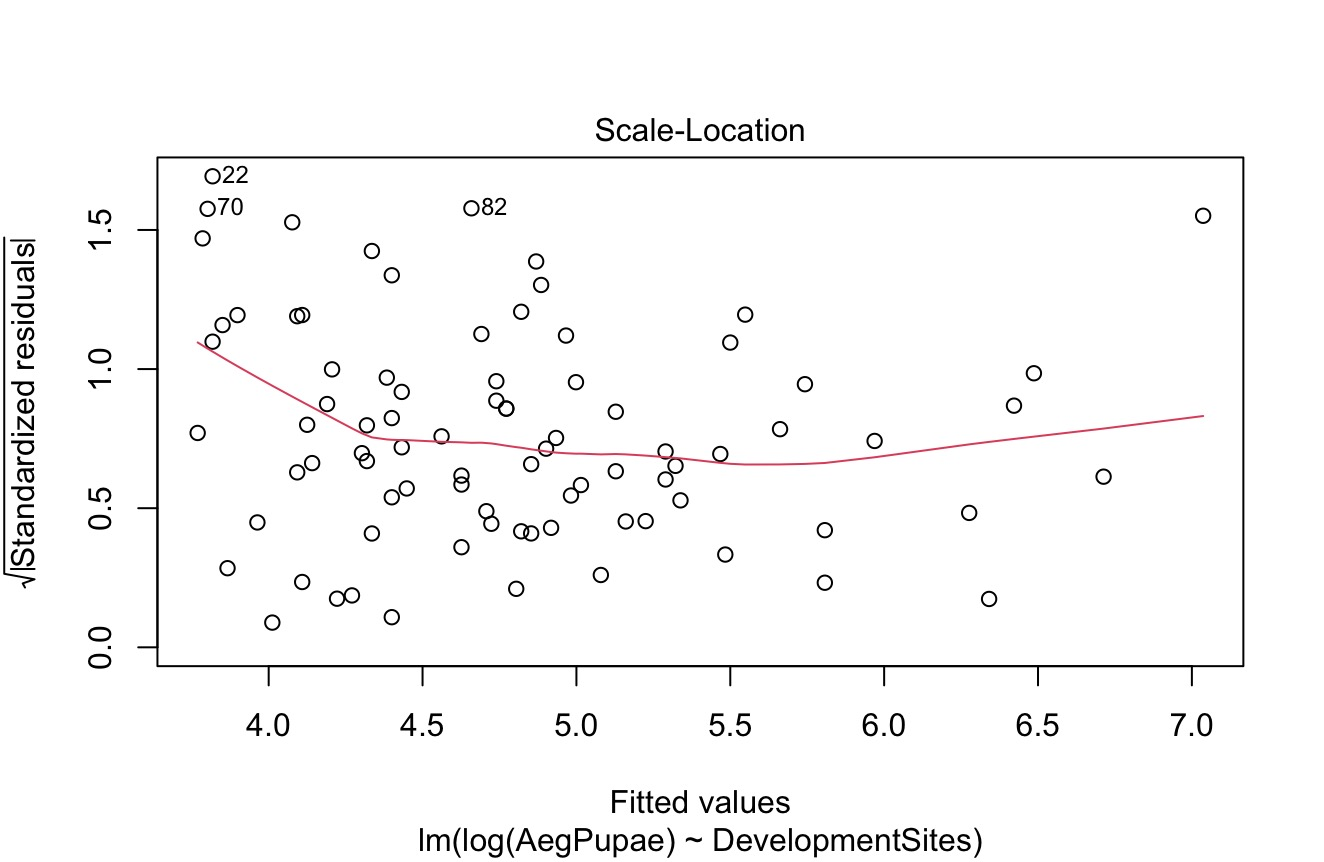 Scale-Location
22
70
82
√|Standardized residuals|
1.5
1.0
0.5
0.0
4.0 4.5 5.0 5.5 6.0 6.5 7.0
Fitted values
lm(log(AegPupae) ~ DevelopmentSites)